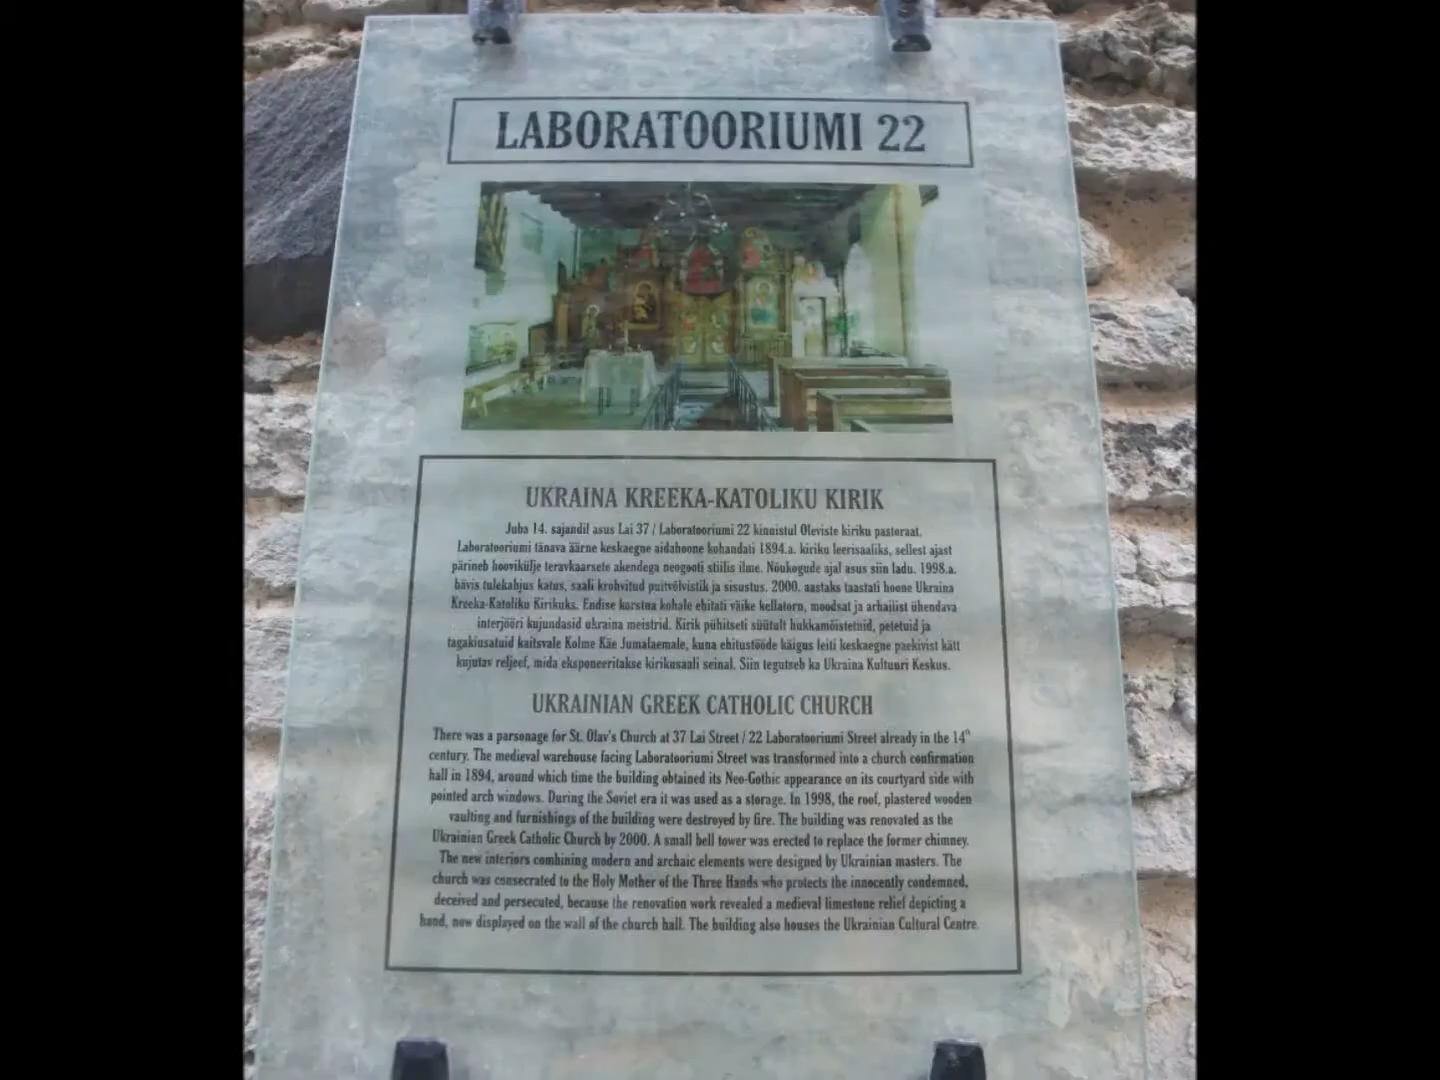 LABORATOORIUMI 22
UKRAINA KREEKA-KATOLIKU KIRIK
Juba 14. sajandil asus Lai 37 / Laboratooriumi 22 kinnistul Oleviste kiriku pastoraat.
Laboratooriumi tänava äärne keskaegne aidahoone kohandati 1894.a. kiriku leerisaaliks, sellest ajast
pärineb hoovikülje teravkaarsete akendega neogooti stiilis ilme. Nõukogude ajal asus siin ladu. 1998.a.
hävis tulekahjus katus, saali krohvitud puitvõlvistik ja sisustus. 2000. aastaks taastati hoone Ukraina
Kreeka-Katoliku Kirikuks. Endise korstna kohale ehitati väike kellatorn, moodsat ja arhailist ühendava
interjööri kujundasid ukraina meistrid. Kirik pühitseti süütult hukkamõistetuid, petetuid ja
tagakiusatuid kaitsvale Kolme Käe Jumalaemale, kuna ehitustööde käigus leiti keskaegne paekivist kätt
kujutav reljeef, mida eksponeeritakse kirikusaali seinal. Siin tegutseb ka Ukraina Kultuuri Keskus.
UKRAINIAN GREEK CATHOLIC CHURCH
There was a parsonage for St. Olav's Church at 37 Lai Street / 22 Laboratooriumi Street already in the 14th
century. The medieval warehouse facing Laboratooriumi Street was transformed into a church confirmation
hall in 1894, around which time the building obtained its Neo-Gothic appearance on its courtyard side with
pointed arch windows. During the Soviet era it was used as a storage. In 1998, the roof, plastered wooden
vaulting and furnishings of the building were destroyed by fire. The building was renovated as the
Ukrainian Greek Catholic Church by 2000. A small bell tower was erected to replace the former chimney.
The new interiors combining modern and archaic elements were designed by Ukrainian masters. The
church was consecrated to the Holy Mother of the Three Hands who protects the innocently condemned,
deceived and persecuted, because the renovation work revealed a medieval limestone relief depicting a
hand, now displayed on the wall of the church hall. The building also houses the Ukrainian Cultural Centre.